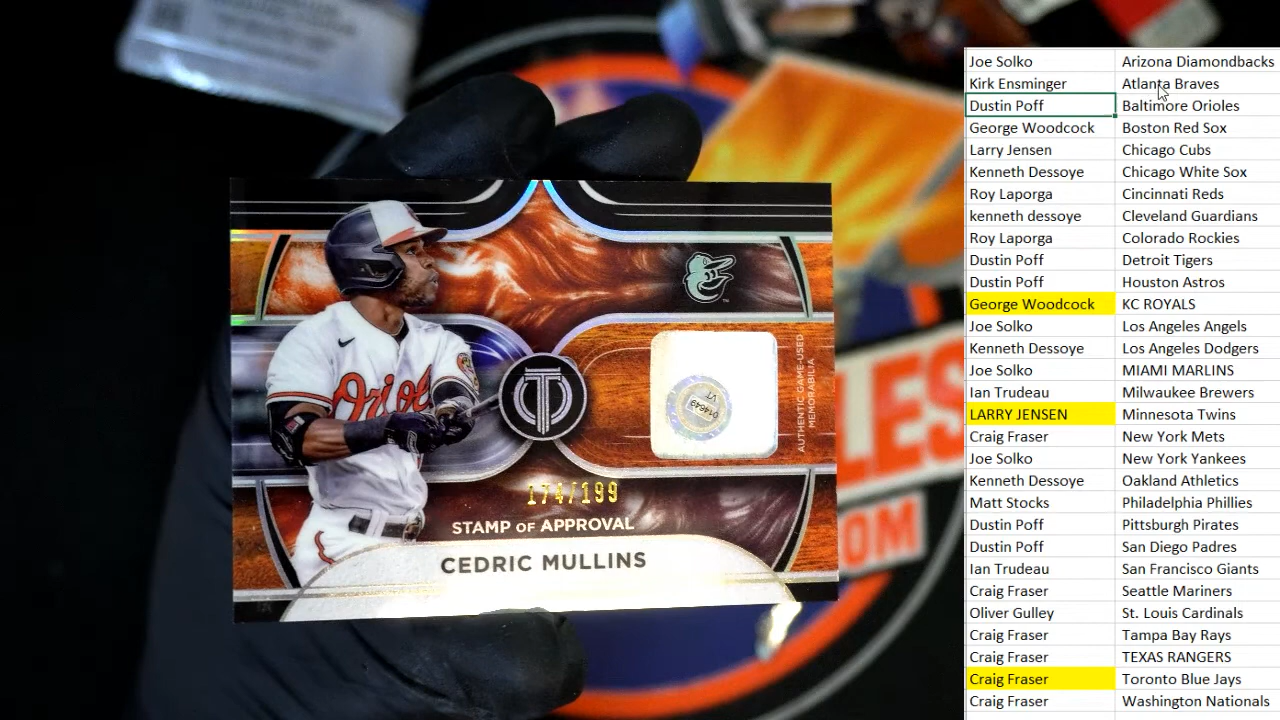 Orioles
AUTHENTIC GAME-USED
MEMORABILIA
VT
014649
174/199
STAMP OF APPROVAL
CEDRIC MULLINS
LES
OM
Joe Solko Arizona Diamondbacks
Kirk Ensminger Atlanta Braves
Dustin Poff Baltimore Orioles
George Woodcock Boston Red Sox
Larry Jensen Chicago Cubs
Kenneth Dessoye Chicago White Sox
Roy Laporga Cincinnati Reds
kenneth dessoye Cleveland Guardians
Roy Laporga Colorado Rockies
Dustin Poff Detroit Tigers
Dustin Poff Houston Astros
George Woodcock KC ROYALS
Joe Solko Los Angeles Angels
Kenneth Dessoye Los Angeles Dodgers
Joe Solko MIAMI MARLINS
Ian Trudeau Milwaukee Brewers
LARRY JENSEN Minnesota Twins
Craig Fraser New York Mets
Joe Solko New York Yankees
Kenneth Dessoye Oakland Athletics
Matt Stocks Philadelphia Phillies
Dustin Poff Pittsburgh Pirates
Dustin Poff San Diego Padres
Ian Trudeau San Francisco Giants
Craig Fraser Seattle Mariners
Oliver Gulley St. Louis Cardinals
Craig Fraser Tampa Bay Rays
Craig Fraser TEXAS RANGERS
Craig Fraser Toronto Blue Jays
Craig Fraser Washington Nationals